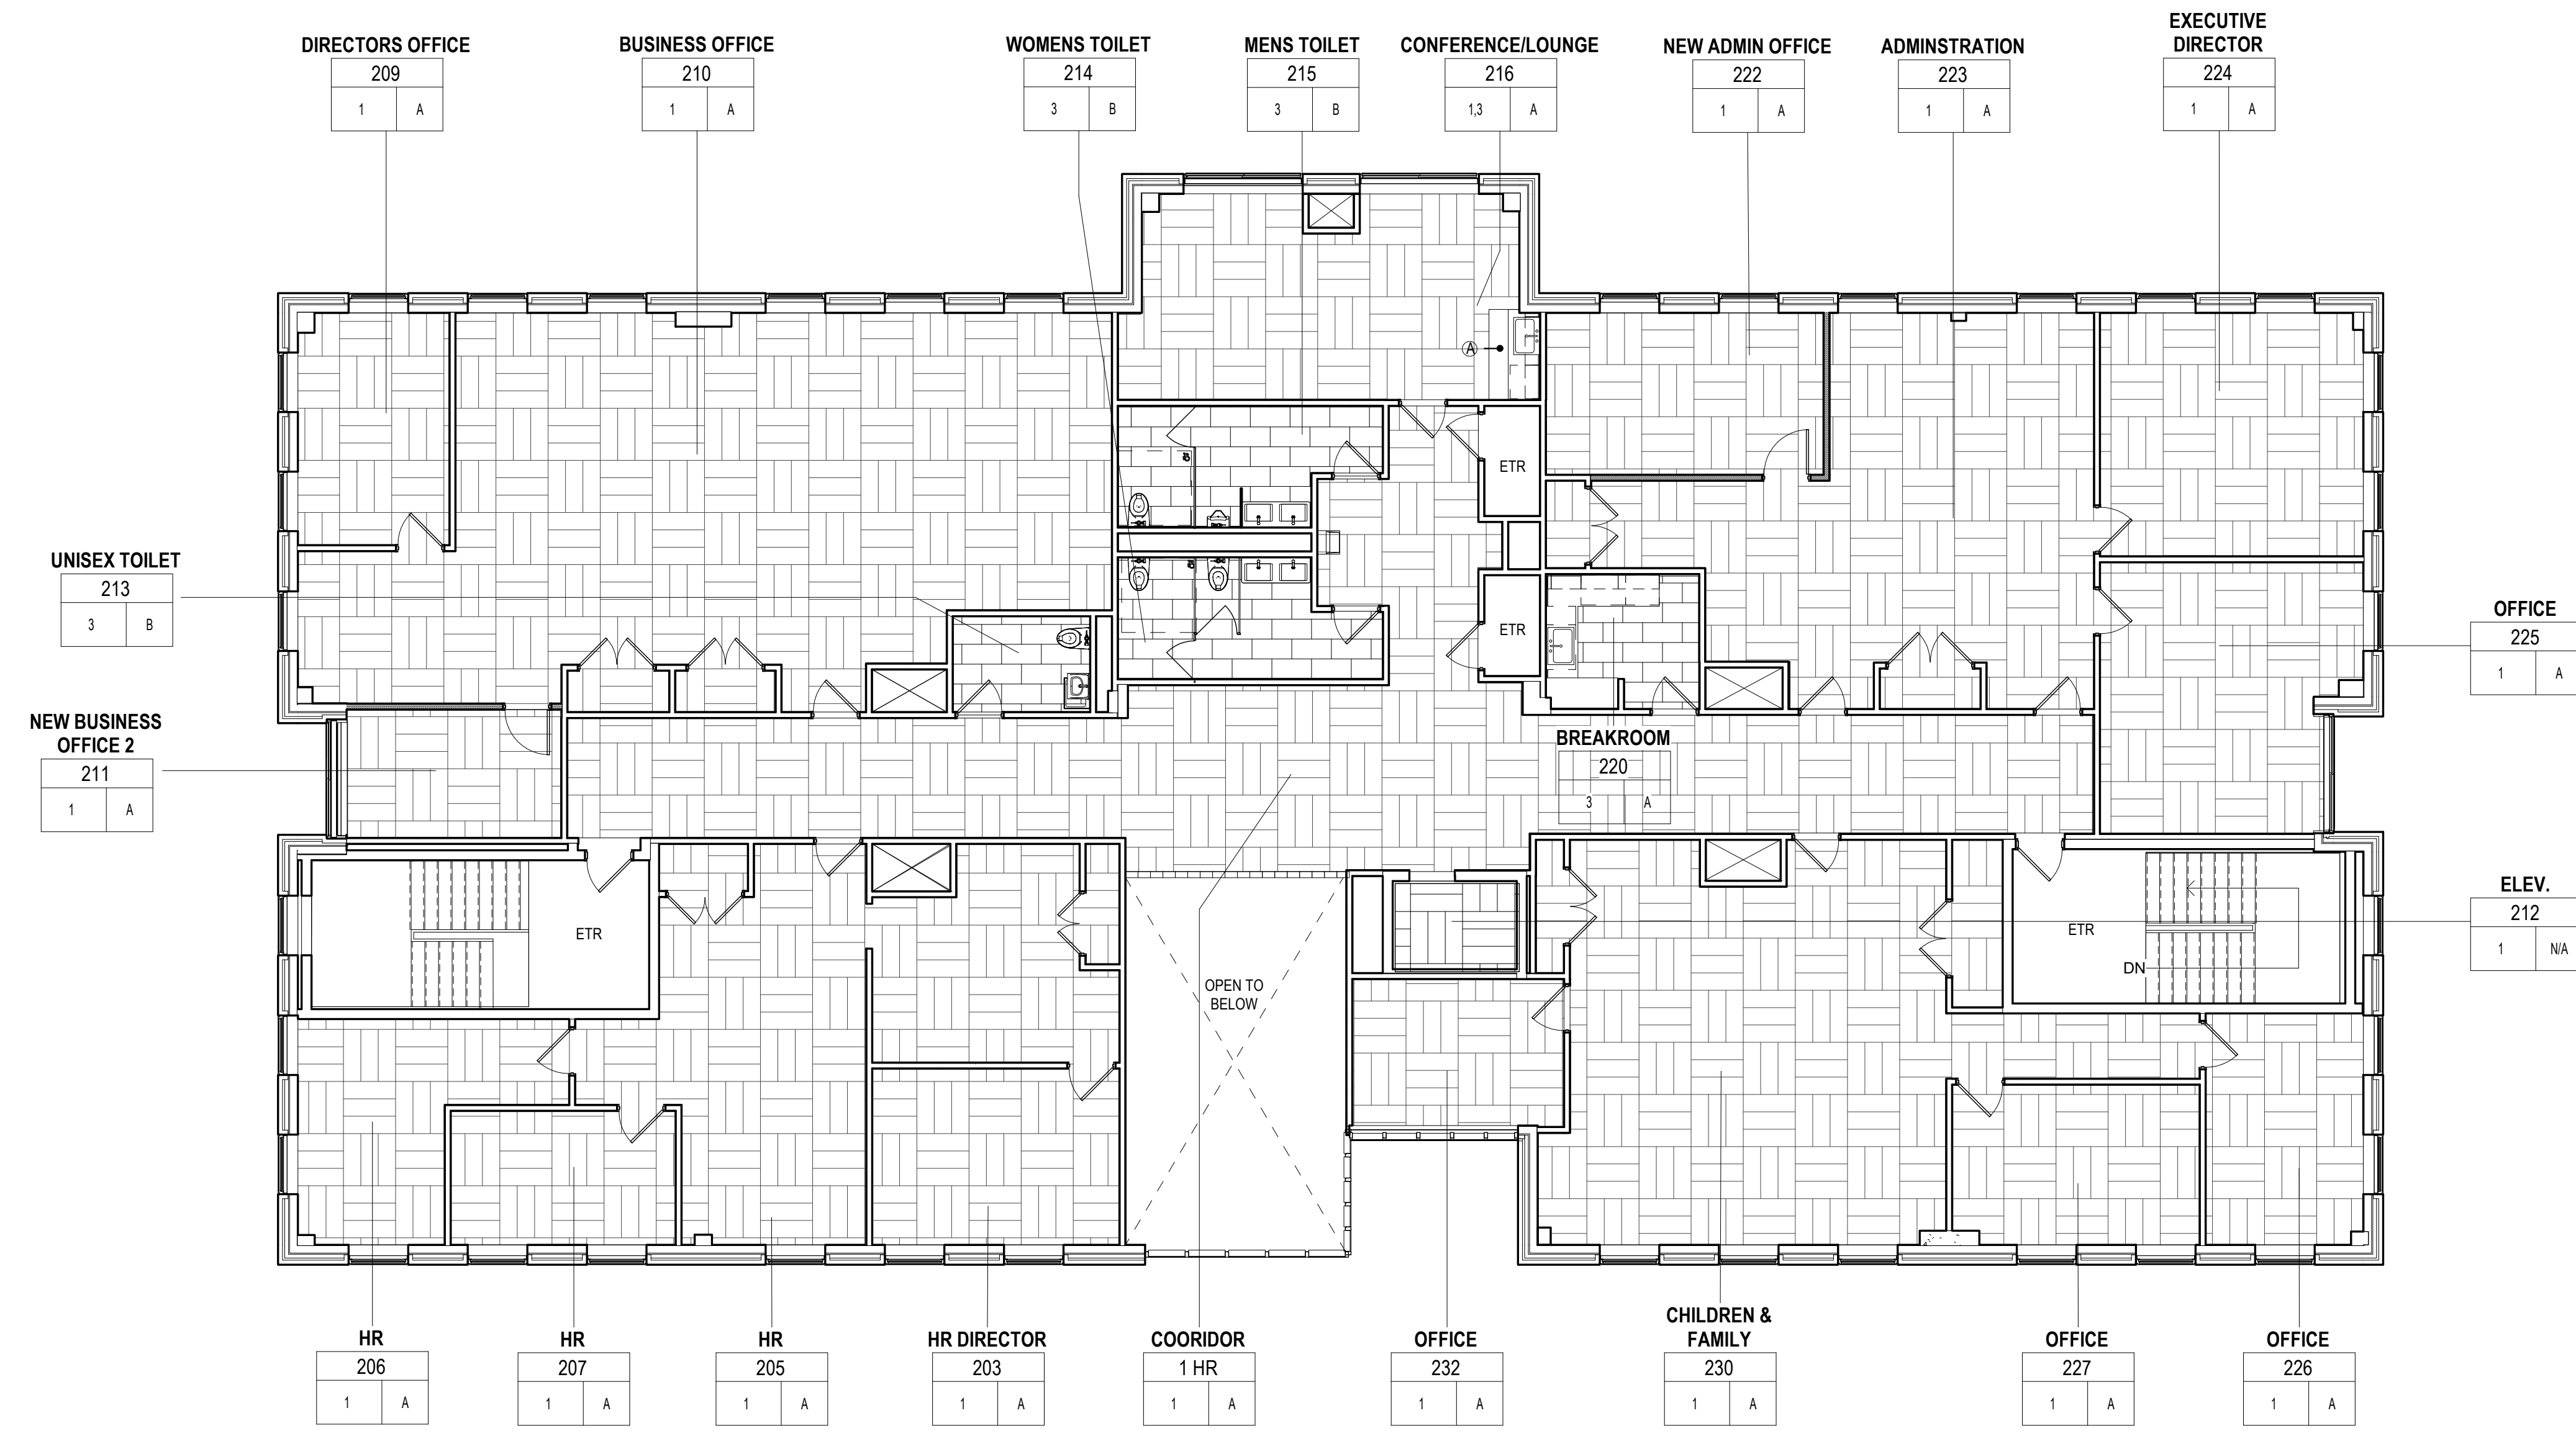 DIRECTORS OFFICE
209
1 A
BUSINESS OFFICE
210
1 A
WOMENS TOILET
214
3 B
MENS TOILET
215
3 B
CONFERENCE/LOUNGE
216
1,3 A
NEW ADMIN OFFICE
222
1 A
ADMINSTRATION
223
1 A
EXECUTIVE
DIRECTOR
224
1 A
A
ETR
UNISEX TOILET
213
3 B
ETR
OFFICE
225
1 A
NEW BUSINESS
OFFICE 2
211
1 A
BREAKROOM
220
3 A
ELEV.
212
1 N/A
ETR
ETR
DN
OPEN TO
BELOW
HR
206
1 A
HR
207
1 A
HR
205
1 A
HR DIRECTOR
203
1 A
COORIDOR
1 HR
1 A
OFFICE
232
1 A
CHILDREN &
FAMILY
230
1 A
OFFICE
227
1 A
OFFICE
226
1 A